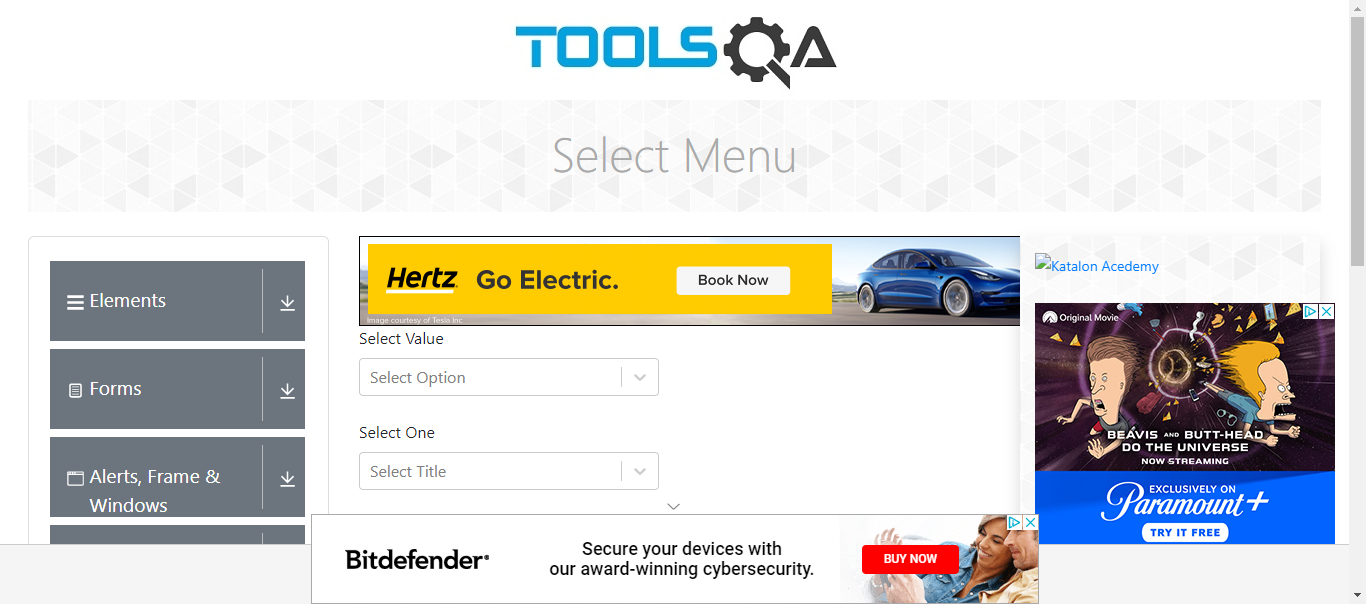 TOOLSQA
Select Menu
Elements
Forms
Alerts, Frame &
Windows
Hertz
Go Electric.
Book Now
Image courtesy of Tesla Inc
Select Value
Select Option
Select One
Select Title
Katalon Acedemy
Original Movie
BEAVIS AND BUTT-HEAD
DO THE UNIVERSE
NOW STREAMING
EXCLUSIVELY ON
Paramount+
TRY IT FREE
Bitdefender®
Secure your devices with
our award-winning cybersecurity.
BUY NOW